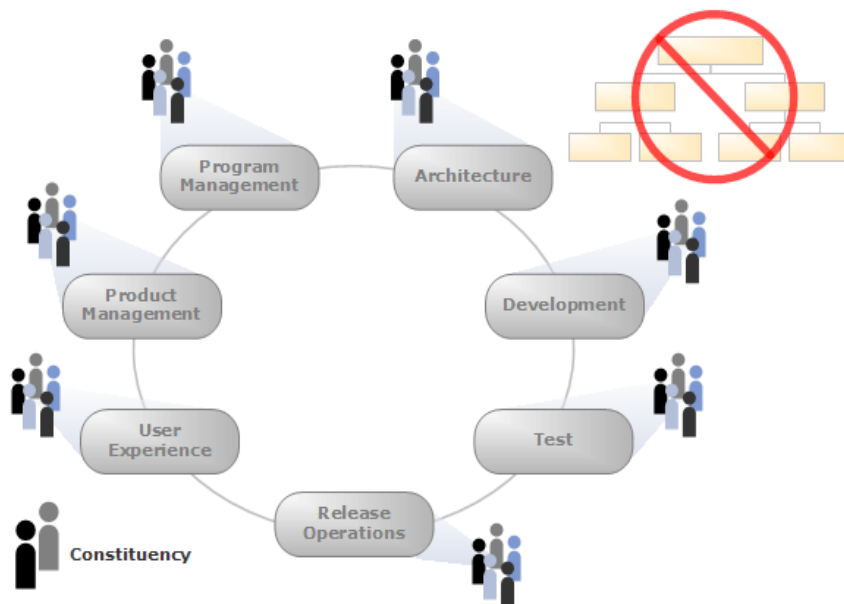 Program
Management
Architecture
Product
Management
Development
User
Experience
Test
Release
Operations
Constituency